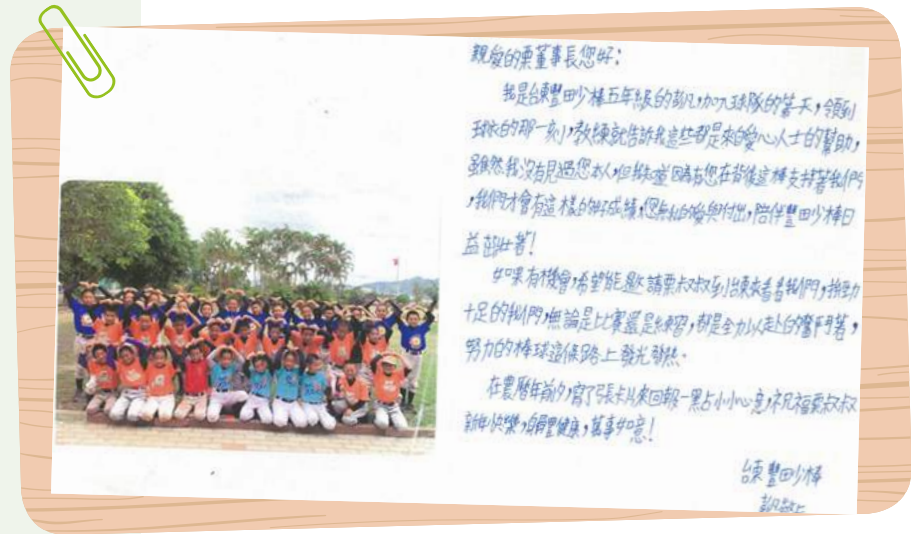 親愛的栗董事長您好：
我是台東豐田少棒五年級的凱凡，加入球隊的第一天，領到
球衣的那一刻，教練就告訴我這些都是來自愛心人士的幫助，
雖然我沒有見過您本人，但我知道因為有您在背後這樣支持著我們
，我們才會有這樣的好成績，您無私的愛與付出，陪伴豐田少棒日
益茁壯著！
如果有機會，希望能邀請栗叔叔到台東來看看我們，活力
十足的我們，無論是比賽還是練習，都是全力以赴的奮鬥著，
努力的棒球這條路上發光發熱．
在農曆年前夕，寫了張卡片來回報一點小小心意，祝福栗叔叔
新年快樂，身體健康，萬事如意！
台東豐田少棒
敬上